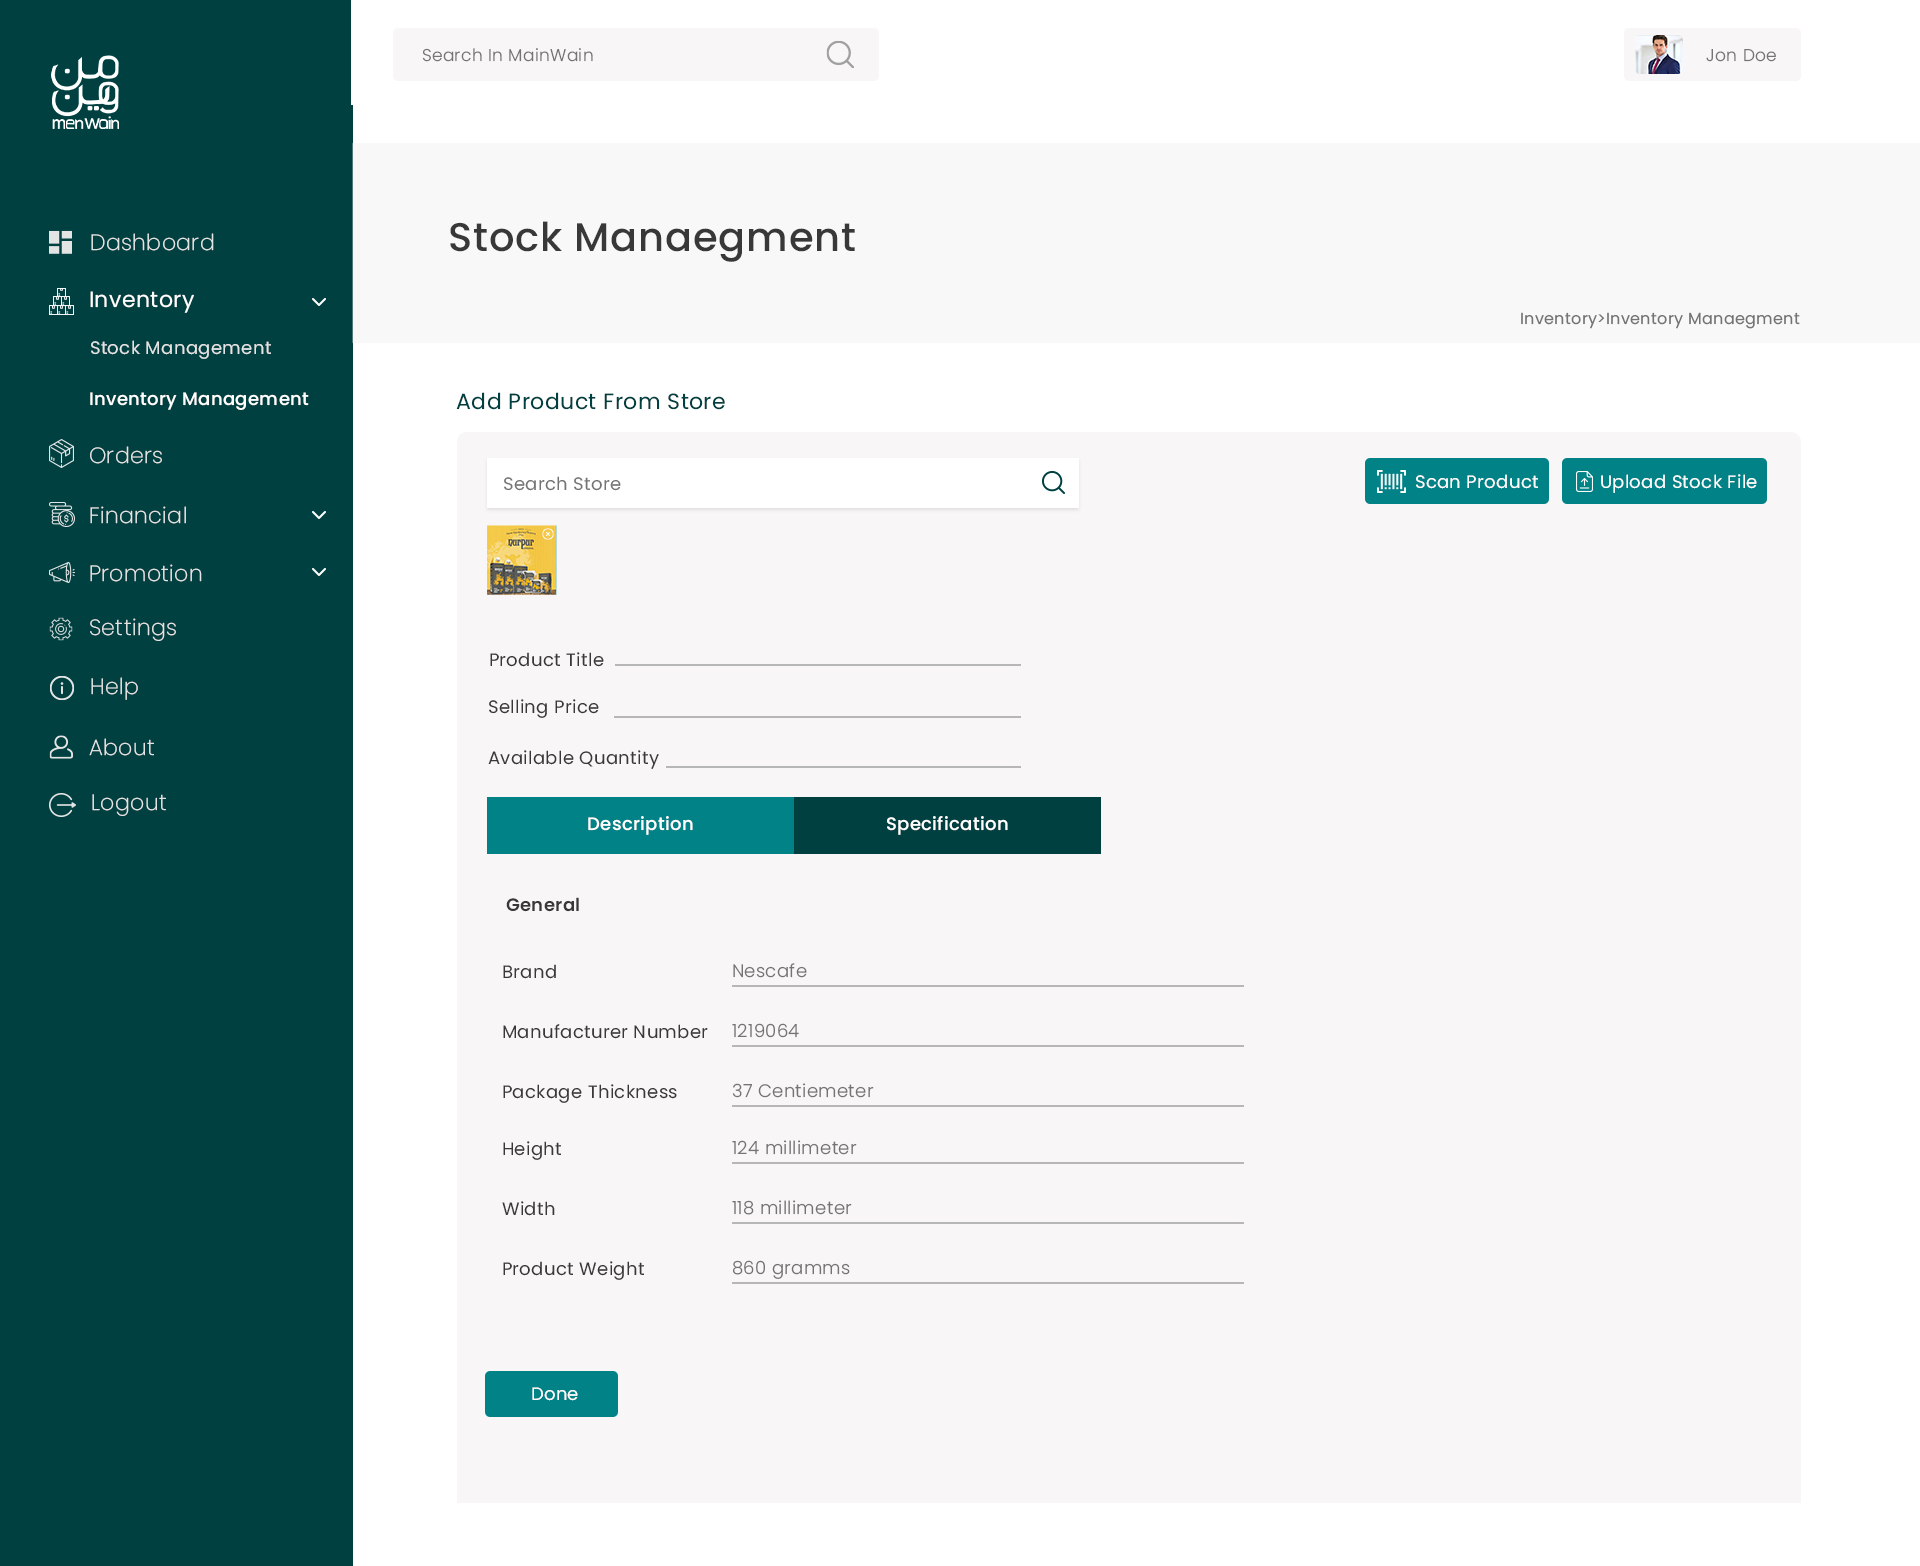 من
وين
menWain
Search In MainWain
Jon Doe
Dashboard
Inventory
Stock Management
Inventory Management
Orders
Financial
Promotion
Settings
Help
About
Logout
Stock Manaegment
Inventory>Inventory Manaegment
Add Product From Store
Search Store
Scan Product
Upload Stock File
nurpur
Product Title
Selling Price
Available Quantity
Description
Specification
General
Brand Nescafe
Manufacturer Number 1219064
Package Thickness 37 Centiemeter
Height 124 millimeter
Width 118 millimeter
Product Weight 860 gramms
Done